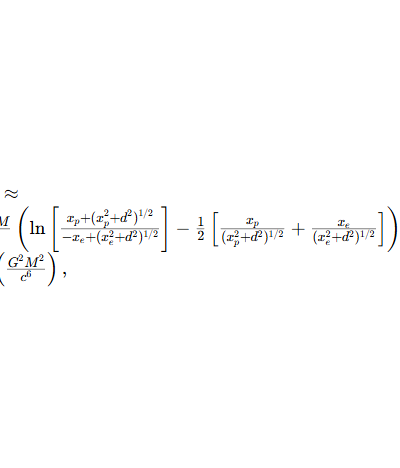 ≈
M ( ln [ (x_p+(x_p^2+d^2)^{1/2}) / (-x_e+(x_e^2+d^2)^{1/2}) ] − 1/2 [ x_p/(x_p^2+d^2)^{1/2} + x_e/(x_e^2+d^2)^{1/2} ] )
( G^2M^2 / c^6 ) ,